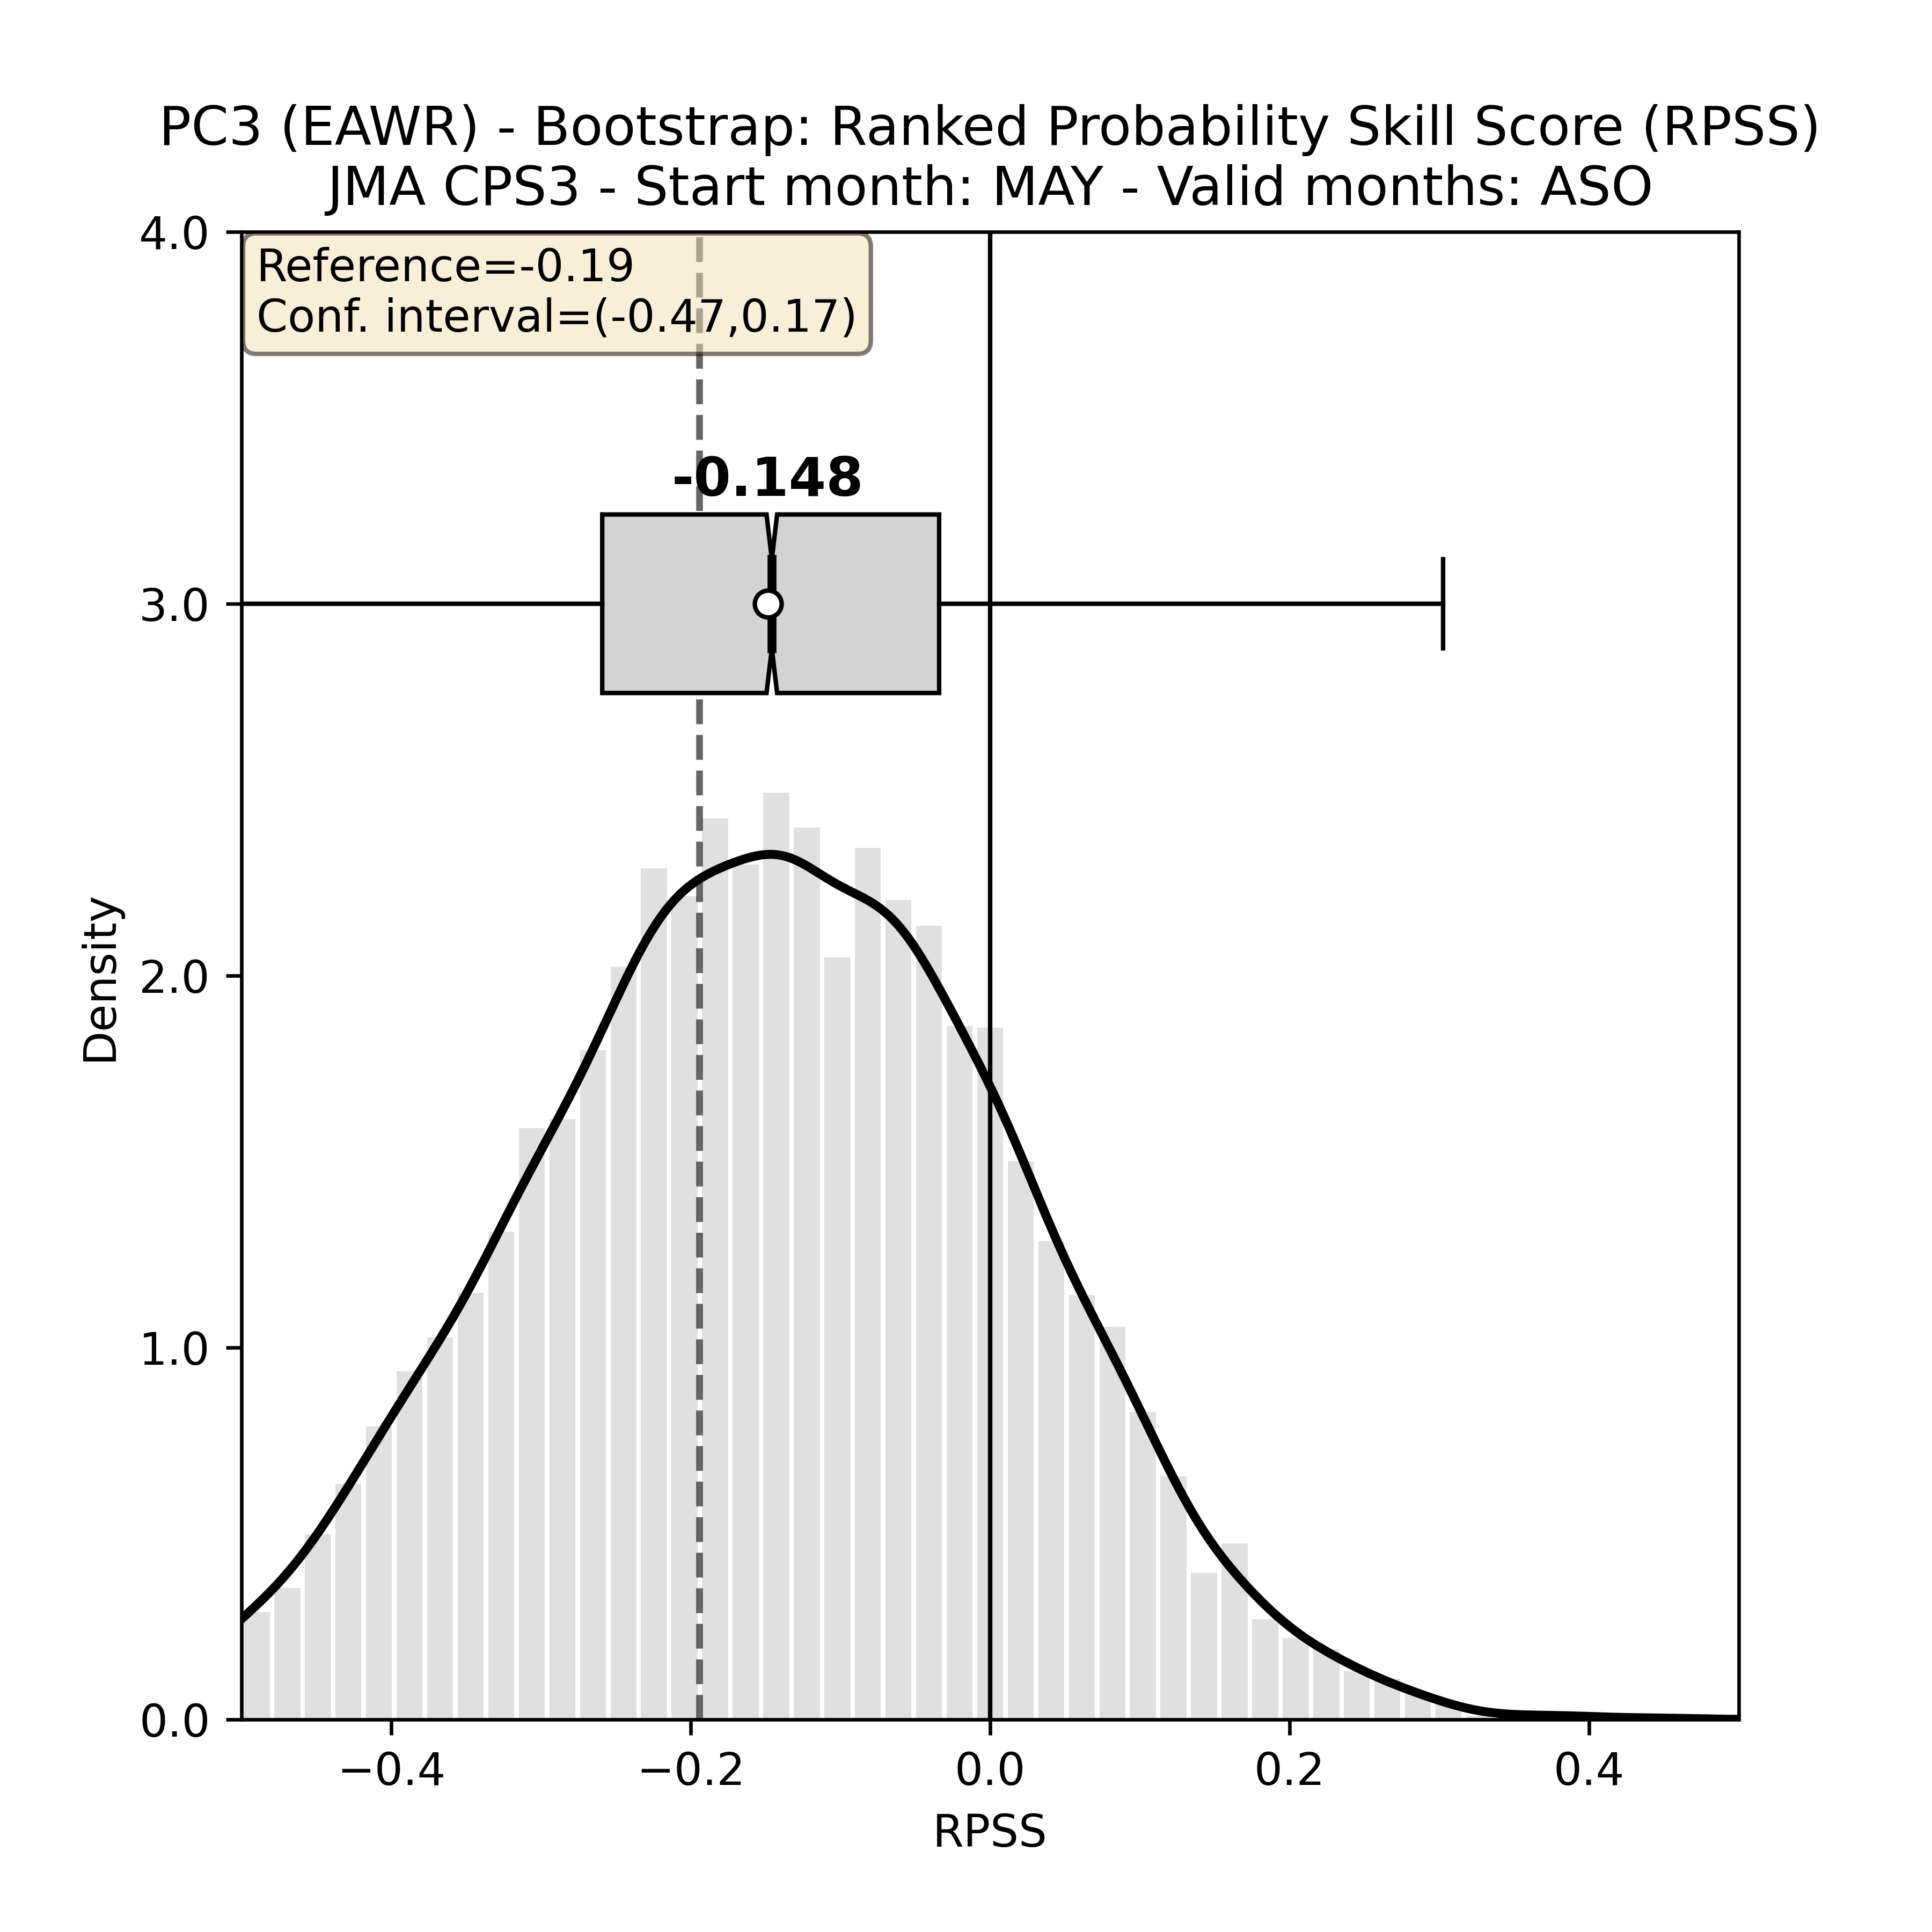 PC3 (EAWR) - Bootstrap: Ranked Probability Skill Score (RPSS)
JMA CPS3 - Start month: MAY - Valid months: ASO
4.0
Reference=-0.19
Conf. interval=(-0.47,0.17)
-0.148
3.0
Density
2.0
1.0
0.0
−0.4 −0.2 0.0 0.2 0.4
RPSS